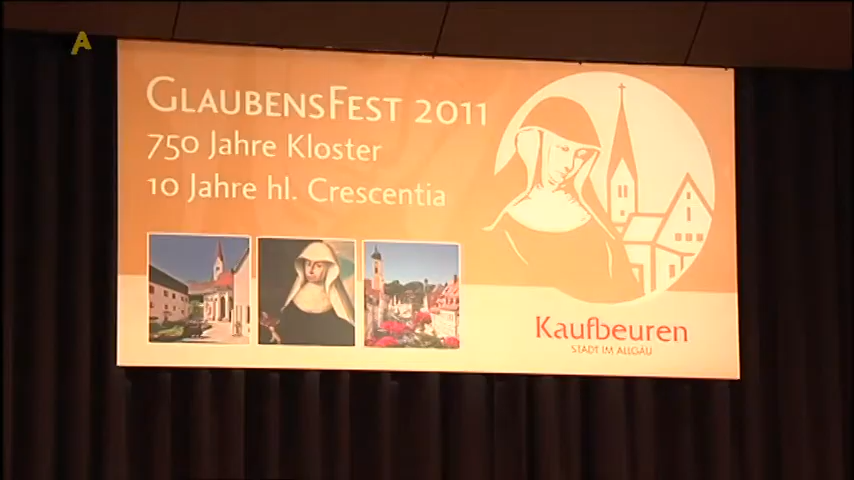 A
GLAUBENSFEST 2011
750 Jahre Kloster
10 Jahre hl. Crescentia
Kaufbeuren
STADT IM ALLGÄU